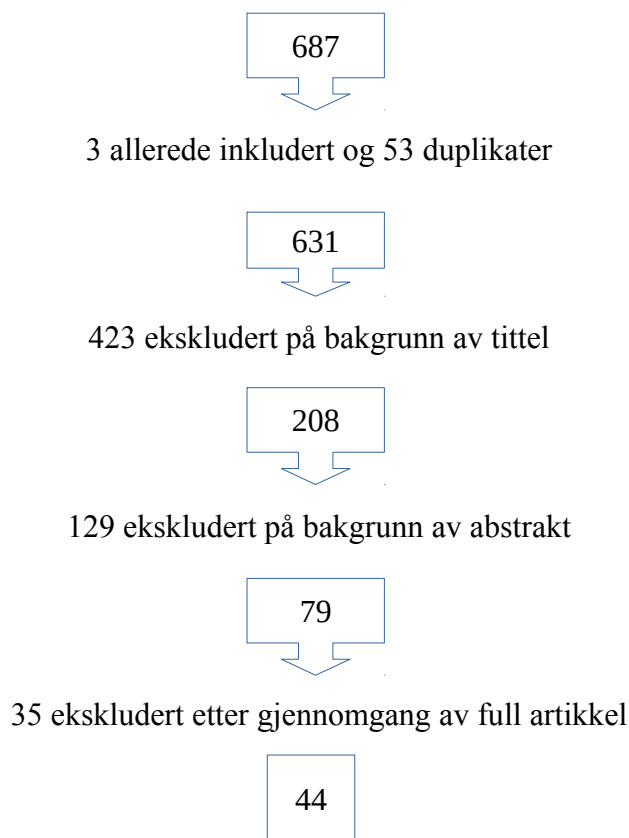 687
3 allerede inkludert og 53 duplikater
631
423 ekskludert på bakgrunn av tittel
208
129 ekskludert på bakgrunn av abstrakt
79
35 ekskludert etter gjennomgang av full artikkel
44